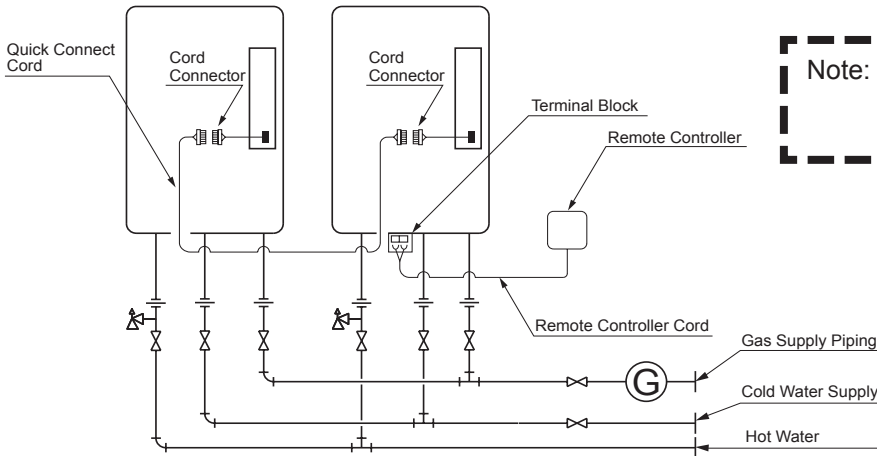 Quick Connect
Cord
Cord
Connector
Cord
Connector
Terminal Block
Remote Controller
Note:
Remote Controller Cord
Gas Supply Piping
G
Cold Water Supply
Hot Water